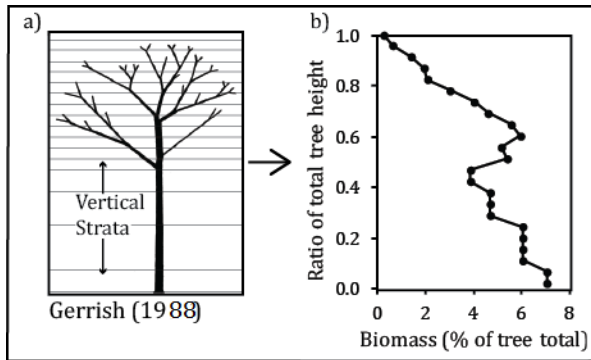 a)
Vertical
Strata
Gerrish (1988)
b)
Ratio of total tree height
1.0
0.8
0.6
0.4
0.2
0.0
0 2 4 6 8
Biomass (% of tree total)